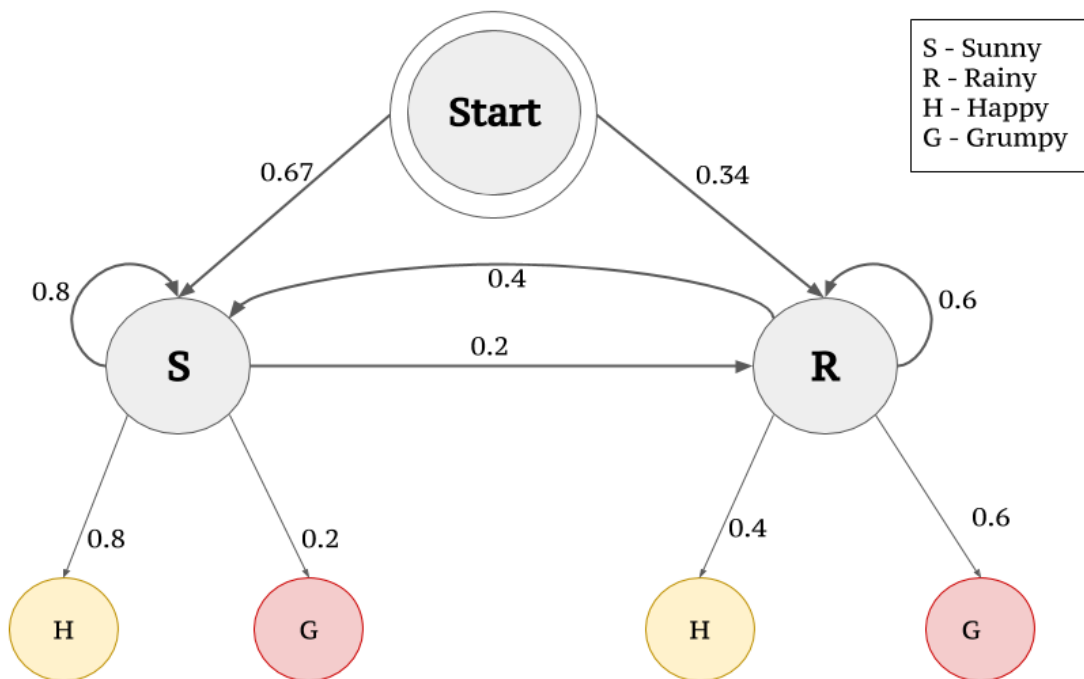 Start
S - Sunny
R - Rainy
H - Happy
G - Grumpy
0.67
0.34
0.8
0.4
0.6
0.2
S
R
0.8
0.2
0.4
0.6
H
G
H
G